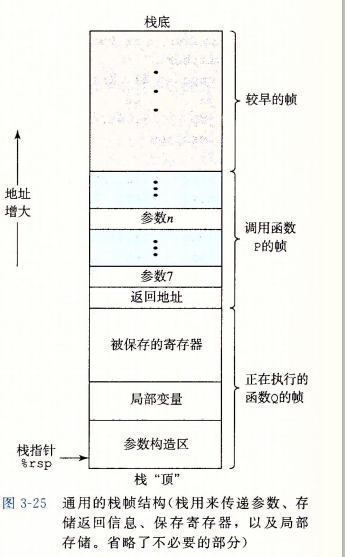 栈底
较早的帧
地址
增大
参数n
调用函数
P的帧
参数7
返回地址
被保存的寄存器
正在执行的
函数Q的帧
局部变量
栈指针
%rsp
参数构造区
栈“顶”
图 3-25 通用的栈帧结构(栈用来传递参数、存
储返回信息、保存寄存器，以及局部
存储。省略了不必要的部分)